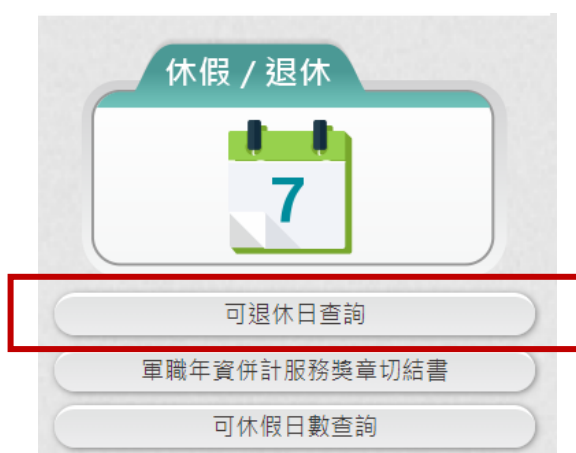 休假 / 退休
7
可退休日查詢
軍職年資併計服務獎章切結書
可休假日數查詢